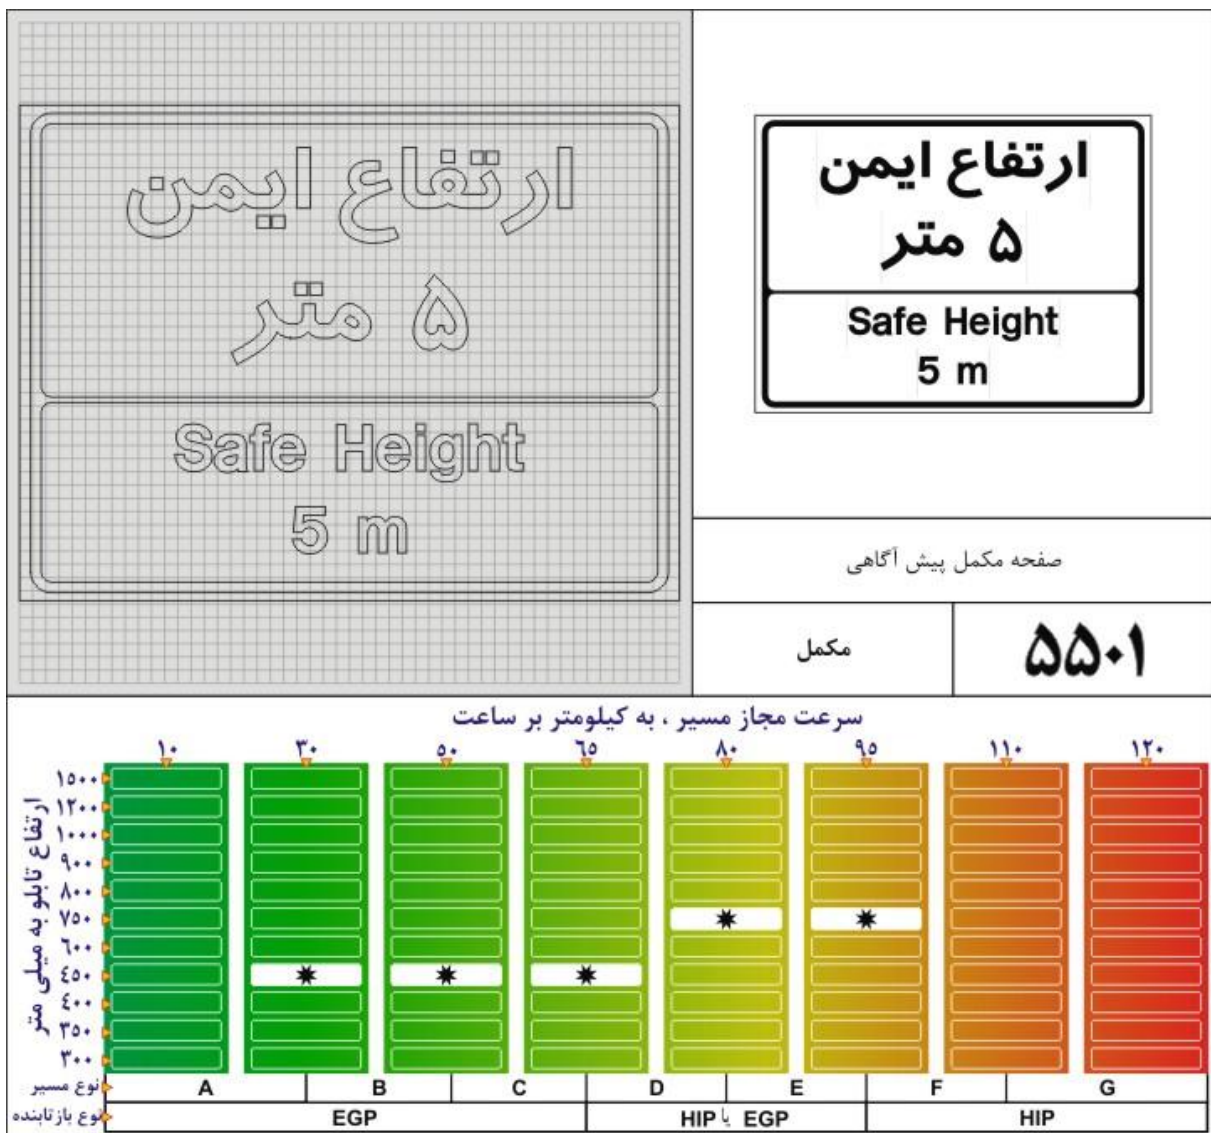 ارتفاع ایمن
۵ متر
Safe Height
5 m
ارتفاع ایمن
۵ متر
Safe Height
5 m
صفحه مکمل پیش آگاهی
مکمل
۵۵۰۱
سرعت مجاز مسیر ، به کیلومتر بر ساعت
۱۰ ۳۰ ۵۰ ۶۵ ۸۰ ۹۵ ۱۱۰ ۱۲۰
ارتفاع تابلو به میلی متر
۱۵۰۰
۱۲۰۰
۱۰۰۰
۹۰۰
۸۰۰
۷۵۰
۶۰۰
٤۵۰
٤۰۰
۳۵۰
۳۰۰
نوع مسیر A B C D E F G
نوع بازتابنده EGP HIP یا EGP HIP